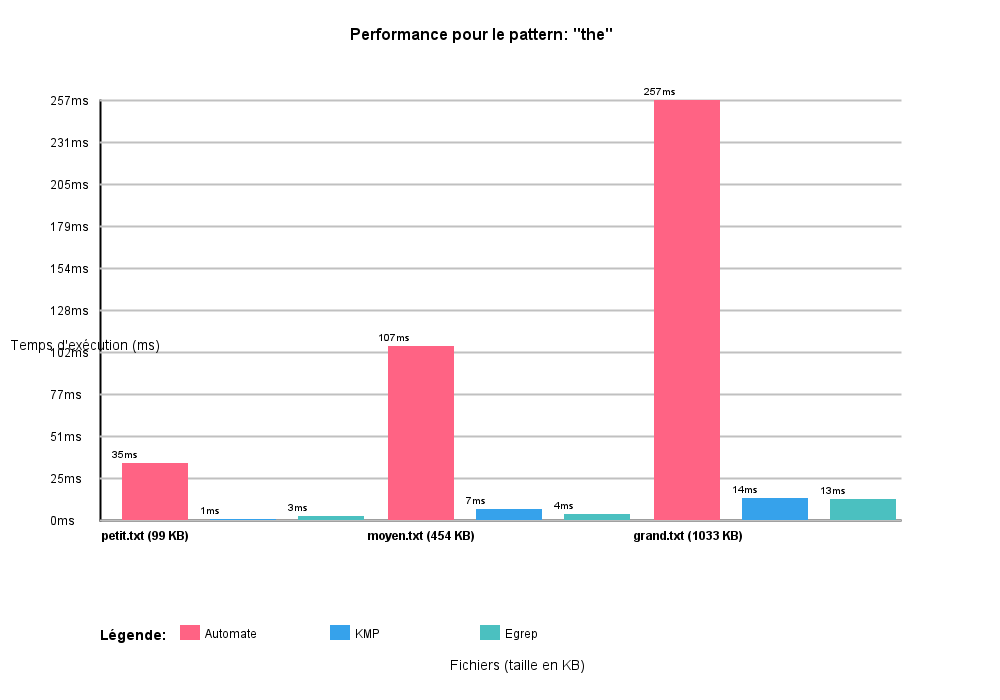 Performance pour le pattern: "the"
257ms
257ms
231ms
205ms
179ms
154ms
128ms
107ms
Temps d'exécution (ms)
102ms
77ms
51ms
35ms
25ms
14ms
13ms
7ms
4ms
3ms
1ms
0ms
petit.txt (99 KB) moyen.txt (454 KB) grand.txt (1033 KB)
Légende: Automate KMP Egrep
Fichiers (taille en KB)